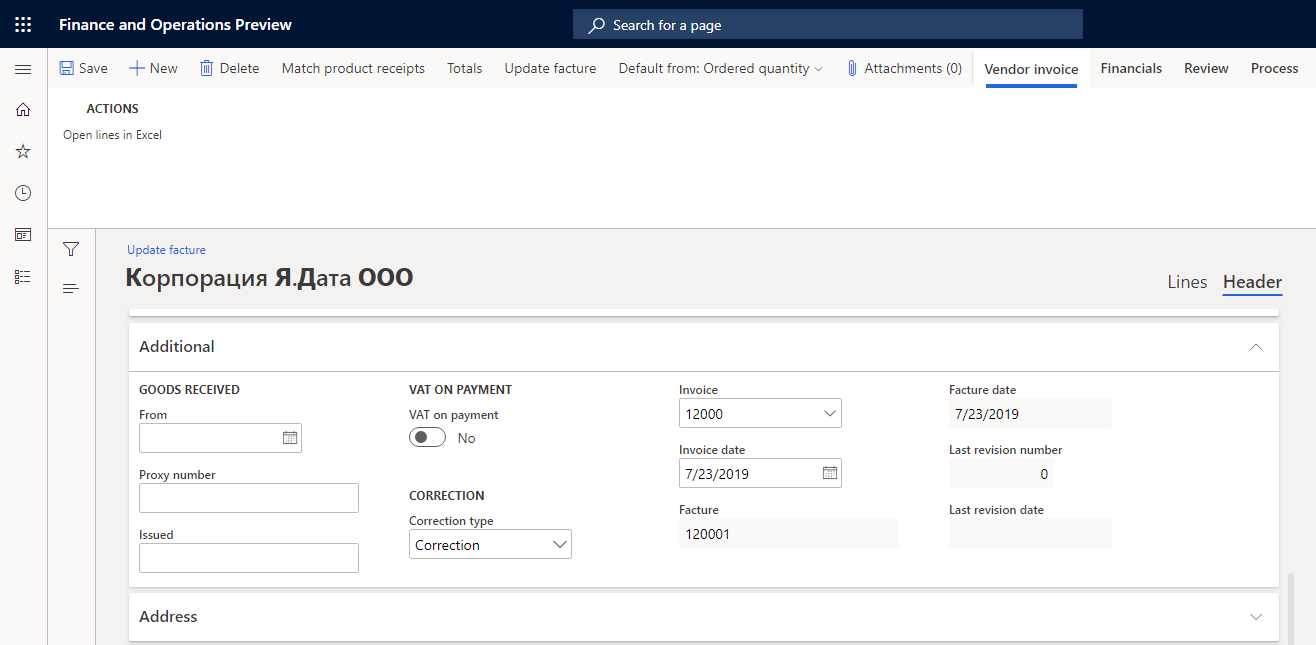 Finance and Operations Preview
Search for a page
Save New Delete Match product receipts Totals Update facture Default from: Ordered quantity Attachments (0) Vendor invoice Financials Review Process
ACTIONS
Open lines in Excel
Update facture
Корпорация Я.Дата ООО
Lines Header
Additional
GOODS RECEIVED
From
Proxy number
Issued
VAT ON PAYMENT
VAT on payment
No
CORRECTION
Correction type
Correction
Invoice
12000
Invoice date
7/23/2019
Facture
120001
Facture date
7/23/2019
Last revision number
0
Last revision date
Address